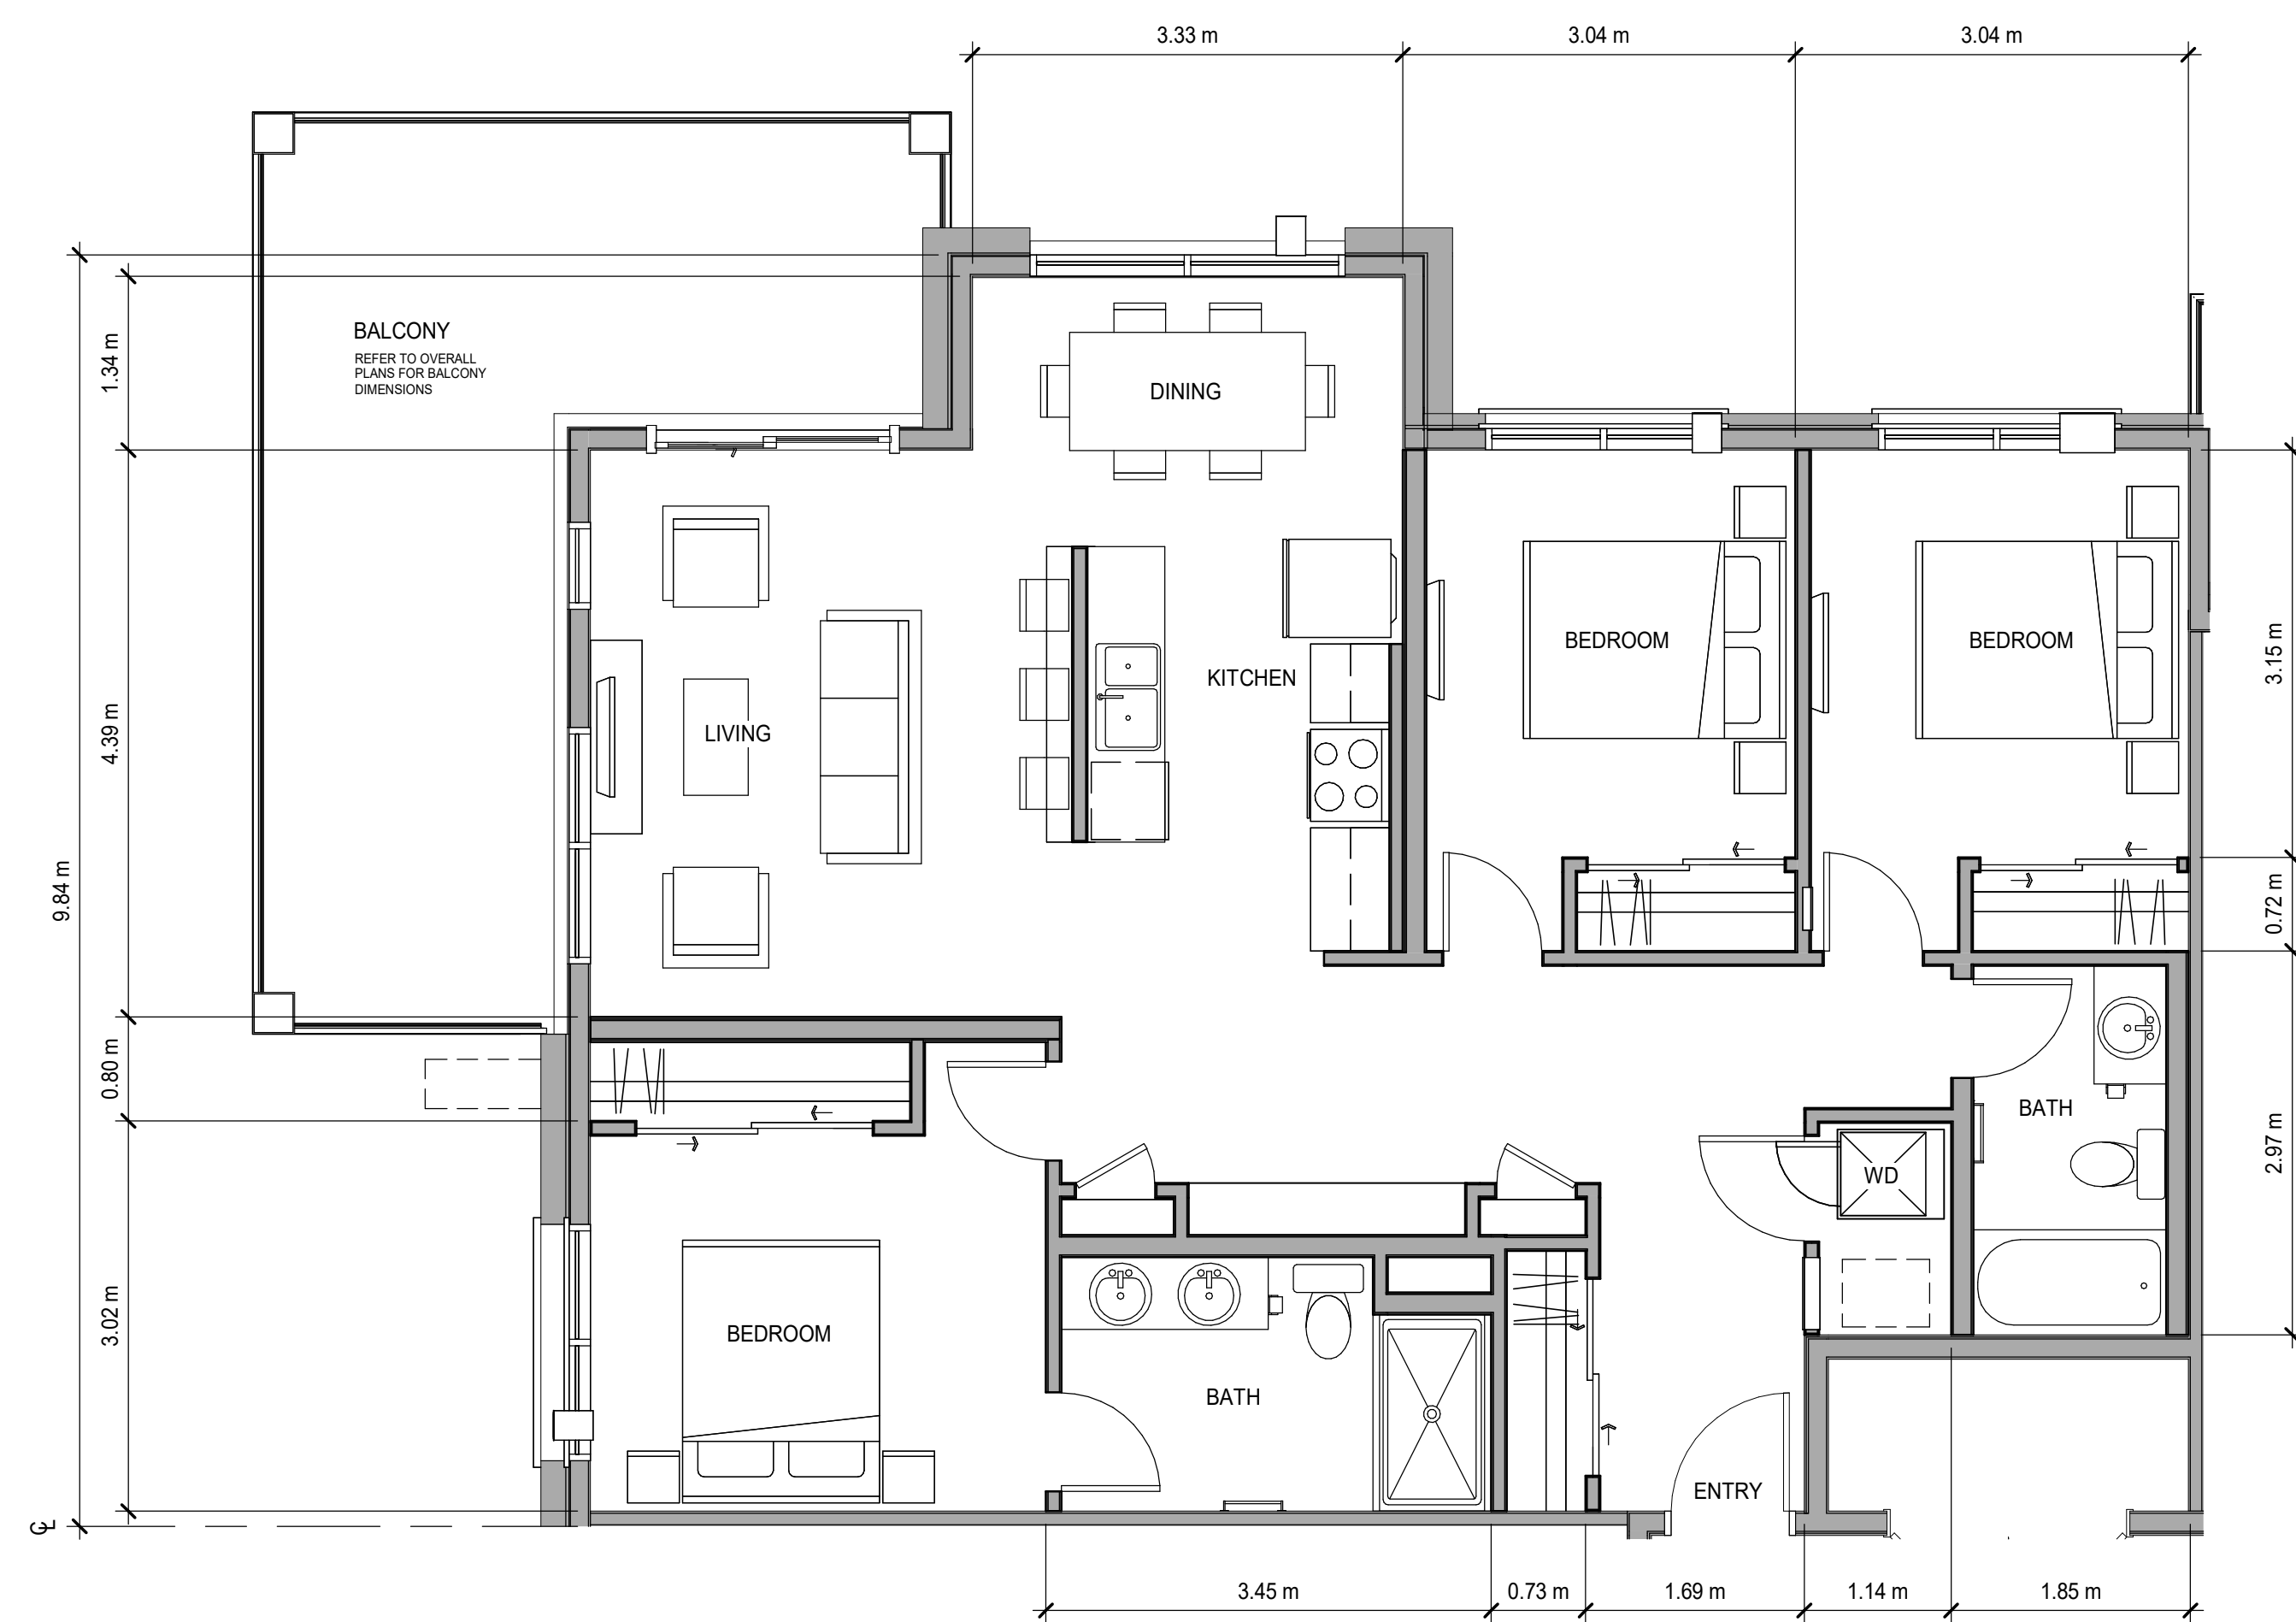 3.33 m
3.04 m
3.04 m
BALCONY
REFER TO OVERALL
PLANS FOR BALCONY
DIMENSIONS
1.34 m
DINING
4.39 m
LIVING
KITCHEN
BEDROOM
BEDROOM
3.15 m
9.84 m
0.72 m
0.80 m
BATH
2.97 m
WD
3.02 m
BEDROOM
BATH
ENTRY
CL
3.45 m
0.73 m
1.69 m
1.14 m
1.85 m